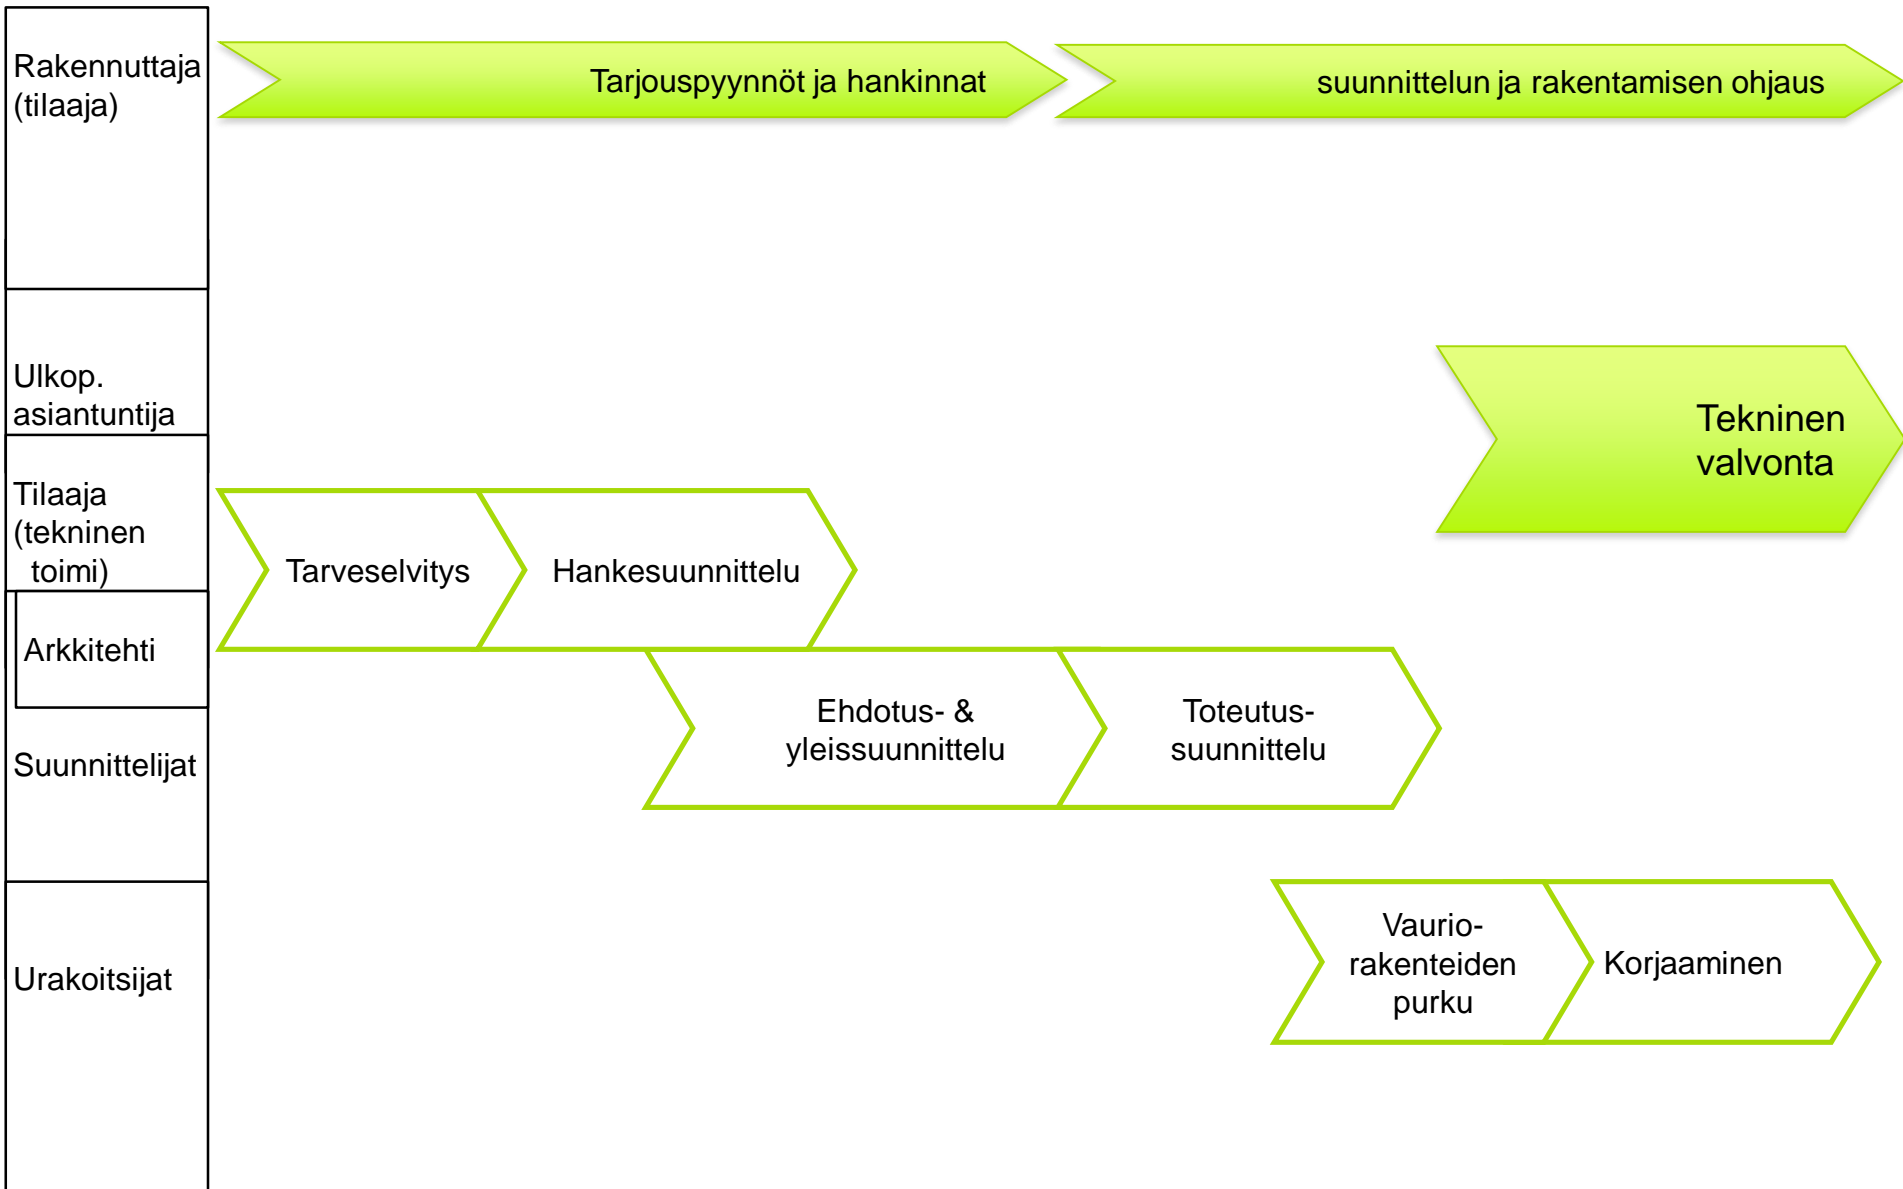 Rakennuttaja
(tilaaja)
Tarjouspyynnöt ja hankinnat
suunnittelun ja rakentamisen ohjaus
Ulkop.
asiantuntija
Tekninen
valvonta
Tilaaja
(tekninen
toimi)
Tarveselvitys
Hankesuunnittelu
Arkkitehti
Suunnittelijat
Ehdotus- &
yleissuunnittelu
Toteutus-
suunnittelu
Urakoitsijat
Vaurio-
rakenteiden
purku
Korjaaminen